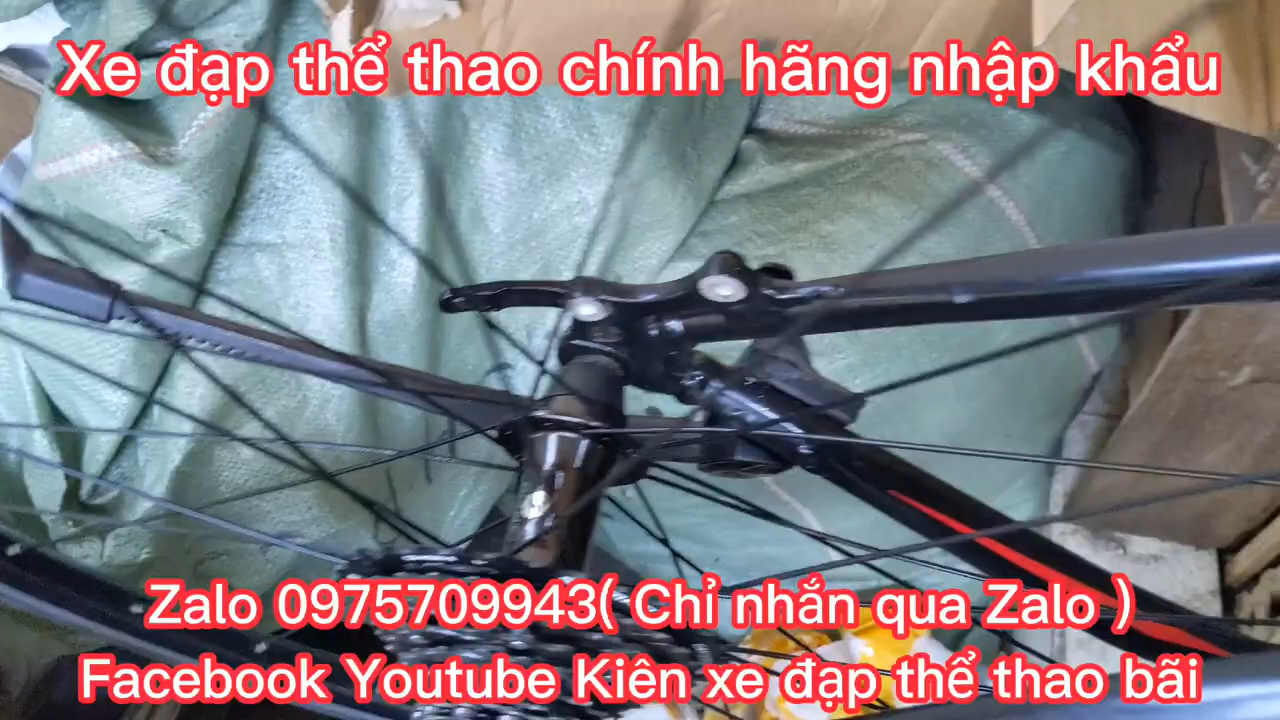 Xe đạp thể thao chính hãng nhập khẩu
Zalo 0975709943( Chỉ nhắn qua Zalo )
Facebook Youtube Kiên xe đạp thể thao bãi